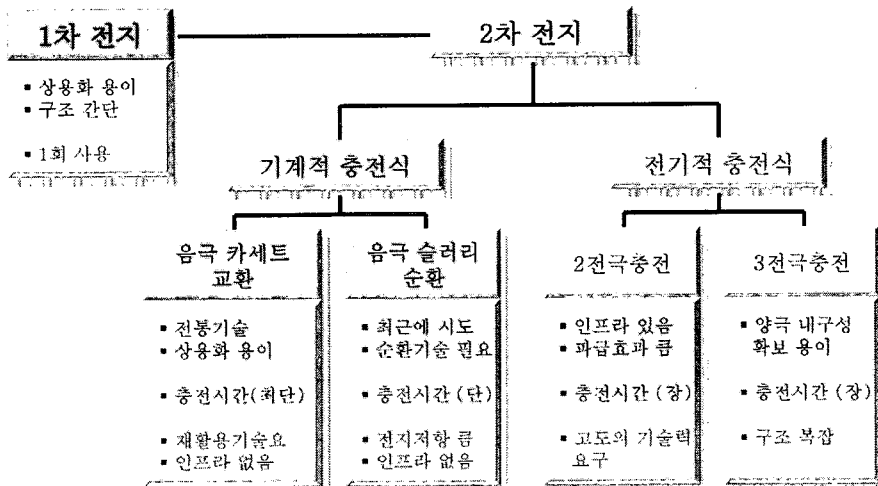 1차 전지
▪ 상용화 용이
▪ 구조 간단
▪ 1회 사용
2차 전지
기계적 충전식
전기적 충전식
음극 카세트
교환
▪ 전통기술
▪ 상용화 용이
▪ 충전시간(최단)
▪ 재활용기술요
▪ 인프라 없음
음극 슬러리
순환
▪ 최근에 시도
▪ 순환기술 필요
▪ 충전시간(단)
▪ 전지저항 큼
▪ 인프라 없음
2전극충전
▪ 인프라 있음
▪ 파급효과 큼
▪ 충전시간(장)
▪ 고도의 기술력
요구
3전극충전
▪ 양극 내구성
확보 용이
▪ 충전시간(장)
▪ 구조 복잡